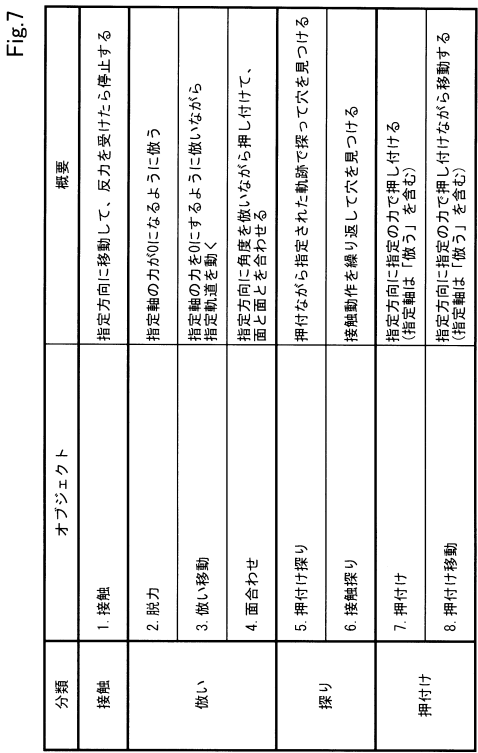 Fig.7
分類 オブジェクト 概要
接触 1. 接触 指定方向に移動して、反力を受けたら停止する
倣い 2. 脱力 指定軸の力が0になるように倣う
3. 倣い移動 指定軸の力を0にするように倣いながら
指定軌道を動く
4. 面合わせ 指定方向に角度を倣いながら押し付けて、
面と面とを合わせる
探り 5. 押付け探り 押付ながら指定された軌跡で探って穴を見つける
6. 接触探り 接触動作を繰り返して穴を見つける
押付け 7. 押付け 指定方向に指定の力で押し付ける
(指定軸は「倣う」を含む)
8. 押付け移動 指定方向に指定の力で押し付けながら移動する
(指定軸は「倣う」を含む)